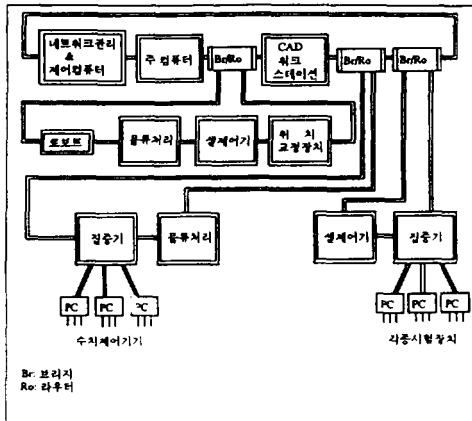 네트워크관리
&
제어컴퓨터
주 컴퓨터
Br/Ro
CAD
워크
스테이션
Br/Ro
Br/Ro
로보트
물류처리
셀제어기
위 치
교정장치
집중기
물류처리
셀제어기
집중기
PC
PC
PC
PC
PC
PC
수치제어기기
각종시험장치
Br: 브리지
Ro: 라우터